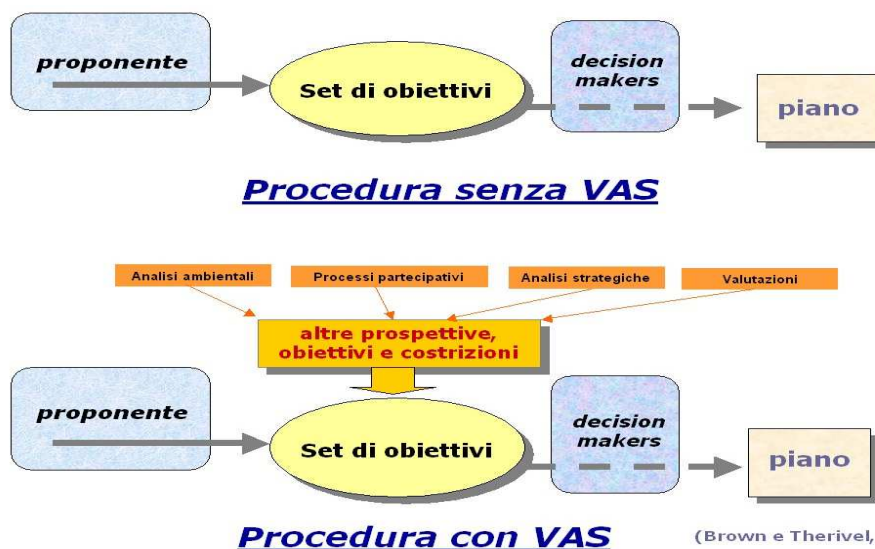 proponente
Set di obiettivi
decision
makers
piano
Procedura senza VAS
Analisi ambientali
Processi partecipativi
Analisi strategiche
Valutazioni
altre prospettive,
obiettivi e costrizioni
proponente
Set di obiettivi
decision
makers
piano
Procedura con VAS
(Brown e Therivel,